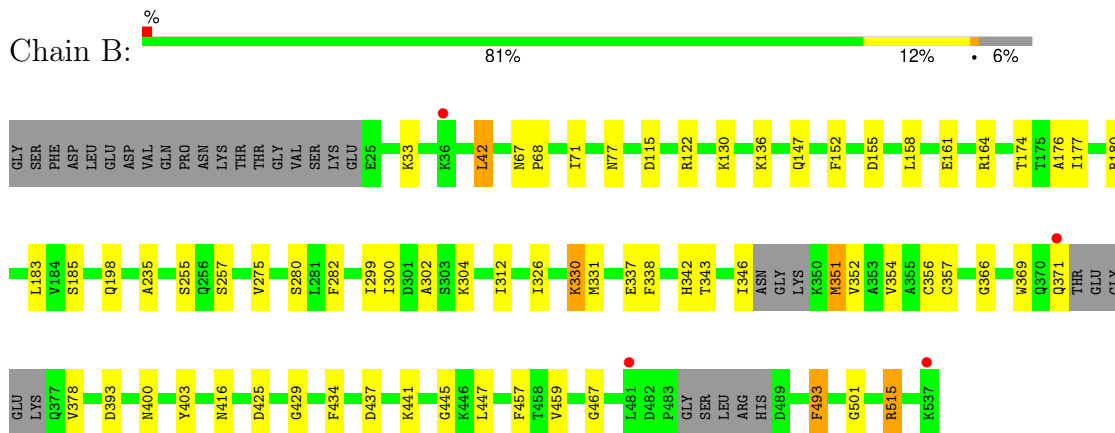 %
Chain B:
81% 12% • 6%
GLY SER PHE ASP LEU GLU ASP VAL GLN PRO ASN LYS THR THR GLY VAL SER LYS GLU E25 K33 K36 L42 N67 P68 I71 N77 D115 R122 K130 K136 Q147 F152 D155 L158 E161 R164 T174 T175 A176 I177
L183 V184 S185 Q198 A235 S255 Q256 S257 V275 S280 L281 F282 I299 I300 D301 A302 S303 K304 I312 I326 K330 M331 E337 F338 H342 T343 I346 ASN GLY LYS K350 M351 V352 A353 V354 A355 C356 C357 G366 W369 Q370 Q371 THR GLU
GLU LYS Q377 V378 D393 N400 Y403 N416 D425 G429 F434 D437 K441 G445 K446 L447 F457 T458 V459 G467 L481 D482 P483 GLY SER LEU ARG HIS D489 F493 G501 R515 K537